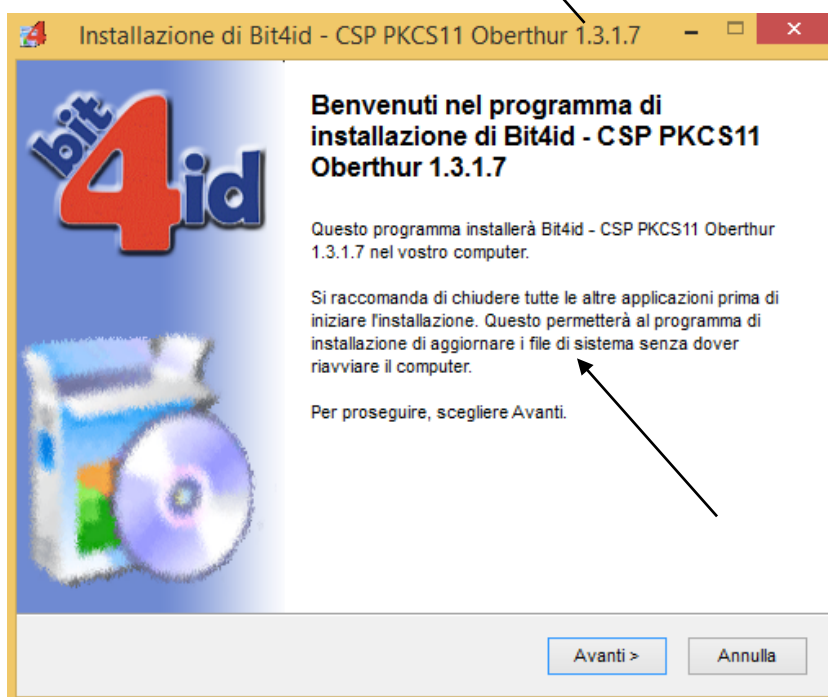 Installazione di Bit4id - CSP PKCS11 Oberthur 1.3.1.7
bit
4id
Benvenuti nel programma di
installazione di Bit4id - CSP PKCS11
Oberthur 1.3.1.7
Questo programma installerà Bit4id - CSP PKCS11 Oberthur
1.3.1.7 nel vostro computer.
Si raccomanda di chiudere tutte le altre applicazioni prima di
iniziare l'installazione. Questo permetterà al programma di
installazione di aggiornare i file di sistema senza dover
riavviare il computer.
Per proseguire, scegliere Avanti.
Avanti > Annulla